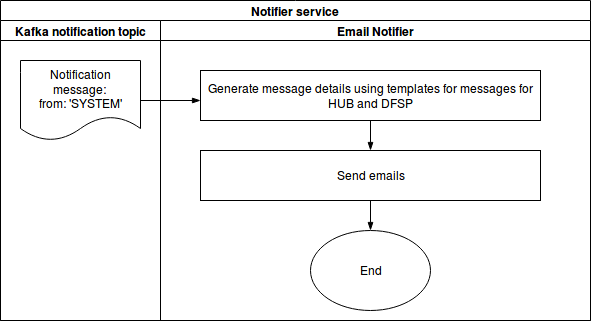 Notifier service
Kafka notification topic
Email Notifier
Notification
message:
from: 'SYSTEM'
Generate message details using templates for messages for
HUB and DFSP
Send emails
End